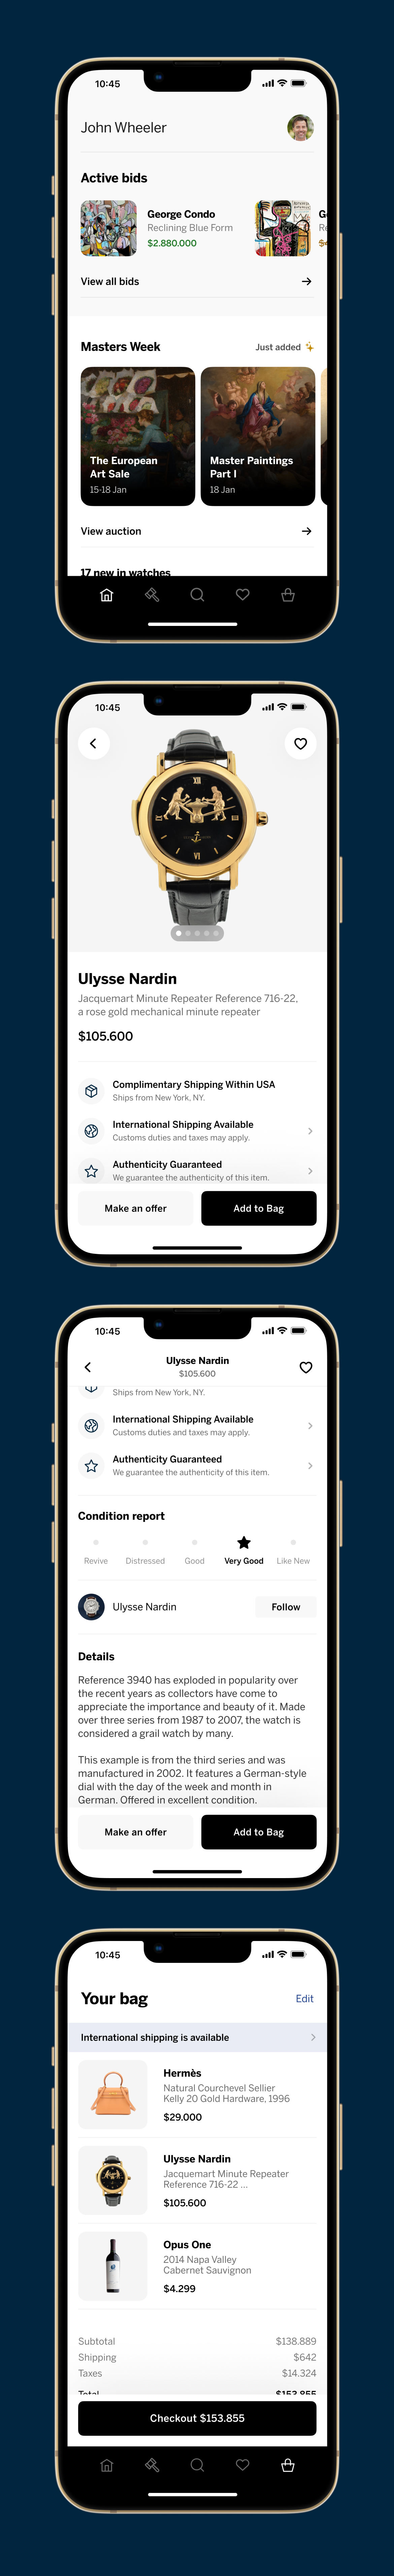 10:45
John Wheeler
Active bids
George Condo
Reclining Blue Form
$2.880.000
G
Re
View all bids
Masters Week
Just added
The European
Art Sale
15-18 Jan
Master Paintings
Part I
18 Jan
View auction
17 new in watches
10:45
XII
VI
Ulysse Nardin
Jacquemart Minute Repeater Reference 716-22,
a rose gold mechanical minute repeater
$105.600
Complimentary Shipping Within USA
Ships from New York, NY.
International Shipping Available
Customs duties and taxes may apply.
Authenticity Guaranteed
We guarantee the authenticity of this item.
Make an offer
Add to Bag
10:45
Ulysse Nardin
$105.600
Ships from New York, NY.
International Shipping Available
Customs duties and taxes may apply.
Authenticity Guaranteed
We guarantee the authenticity of this item.
Condition report
Revive
Distressed
Good
Very Good
Like New
Ulysse Nardin
Follow
Details
Reference 3940 has exploded in popularity over
the recent years as collectors have come to
appreciate the importance and beauty of it. Made
over three series from 1987 to 2007, the watch is
considered a grail watch by many.
This example is from the third series and was
manufactured in 2002. It features a German-style
dial with the day of the week and month in
German. Offered in excellent condition.
Make an offer
Add to Bag
10:45
Your bag
Edit
International shipping is available
Hermès
Natural Courchevel Sellier
Kelly 20 Gold Hardware, 1996
$29.000
Ulysse Nardin
Jacquemart Minute Repeater
Reference 716-22 ...
$105.600
Opus One
2014 Napa Valley
Cabernet Sauvignon
$4.299
Subtotal
$138.889
Shipping
$642
Taxes
$14.324
Total
$153.855
Checkout $153.855